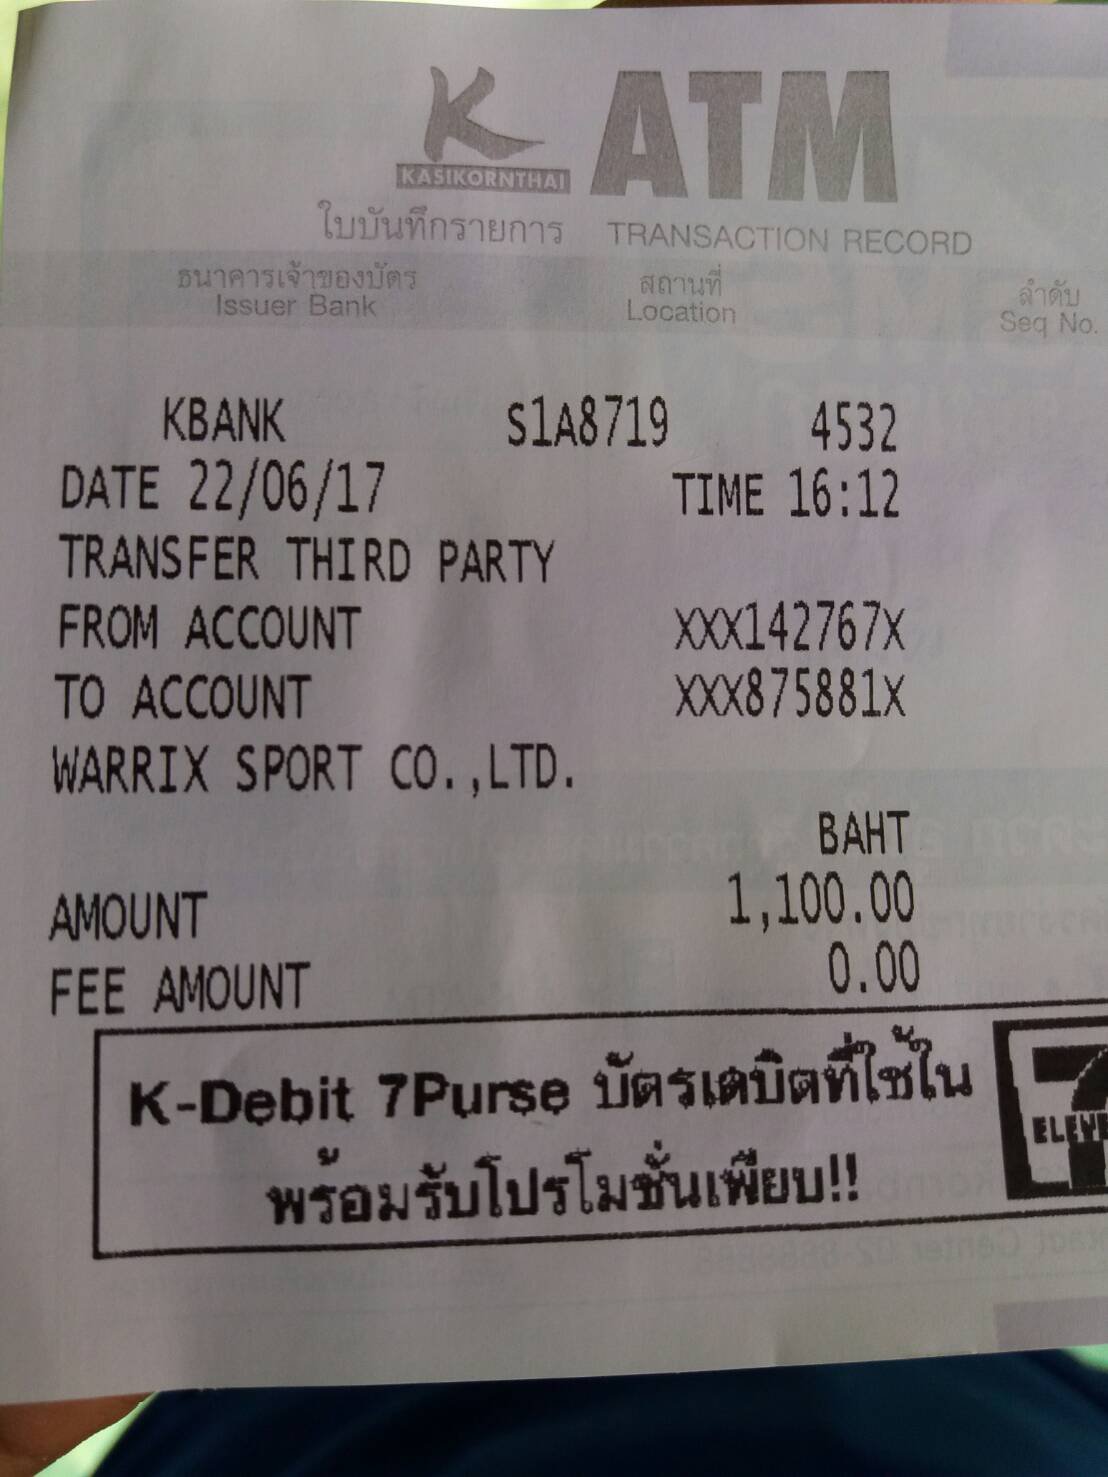 K ATM
KASIKORNTHAI
ใบบันทึกรายการ TRANSACTION RECORD
ธนาคารเจ้าของบัตร สถานที่ ลำดับ
Issuer Bank Location Seq No.
KBANK S1A8719 4532
DATE 22/06/17 TIME 16:12
TRANSFER THIRD PARTY
FROM ACCOUNT XXX142767X
TO ACCOUNT XXX875881X
WARRIX SPORT CO.,LTD.
BAHT
AMOUNT 1,100.00
FEE AMOUNT 0.00
K-Debit 7Purse บัตรเดบิตที่ใช้ใน
พร้อมรับโปรโมชั่นเพียบ!!
7